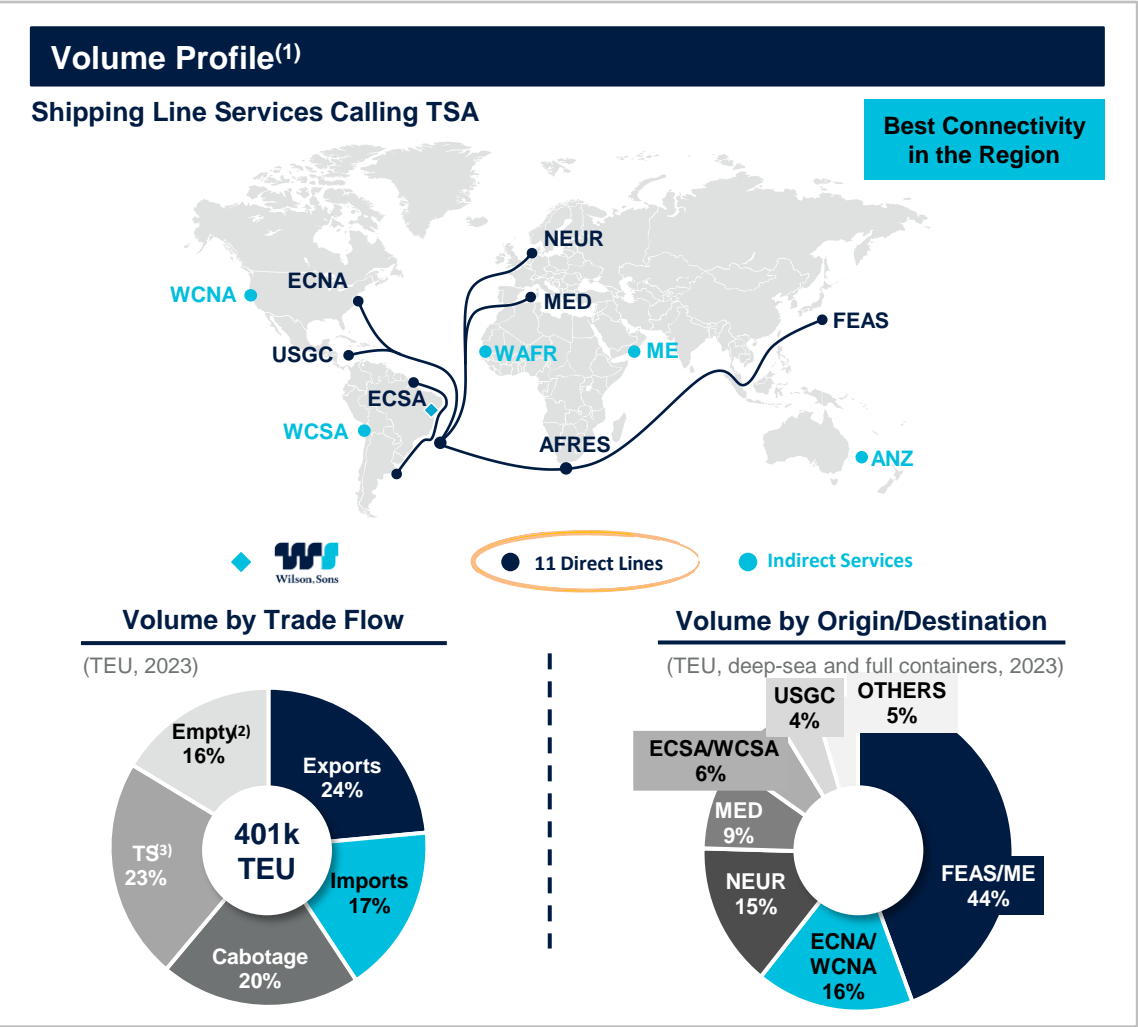 Volume Profile(1)
Shipping Line Services Calling TSA
Best Connectivity
in the Region
NEUR
ECNA
WCNA
MED
FEAS
USGC
WAFR
ME
ECSA
WCSA
AFRES
ANZ
Wilson, Sons
11 Direct Lines
Indirect Services
Volume by Trade Flow
(TEU, 2023)
Empty(2)
16%
Exports
24%
401k
TEU
TS(3)
23%
Imports
17%
Cabotage
20%
Volume by Origin/Destination
(TEU, deep-sea and full containers, 2023)
USGC
4%
OTHERS
5%
ECSA/WCSA
6%
MED
9%
FEAS/ME
44%
NEUR
15%
ECNA/
WCNA
16%